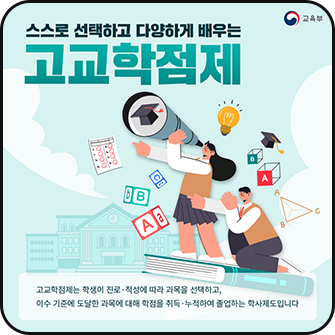 교육부
스스로 선택하고 다양하게 배우는
고교학점제
A
B
A
고교학점제는 학생이 진로·적성에 따라 과목을 선택하고,
이수 기준에 도달한 과목에 대해 학점을 취득·누적하여 졸업하는 학사제도입니다